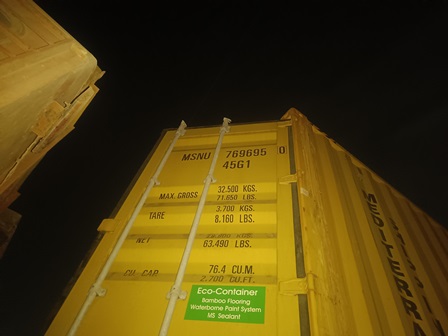 MSNU 769695 0
45G1
MAX. GROSS 32.500 KGS.
71.650 LBS.
TARE 3.700 KGS.
8.160 LBS.
NET
63.490 LBS.
CU. CAP. 76.4 CU.M.
2.700 CU.FT.
Eco-Container
Bamboo Flooring
Waterborne Paint System
MS Sealant
MEDITERRA